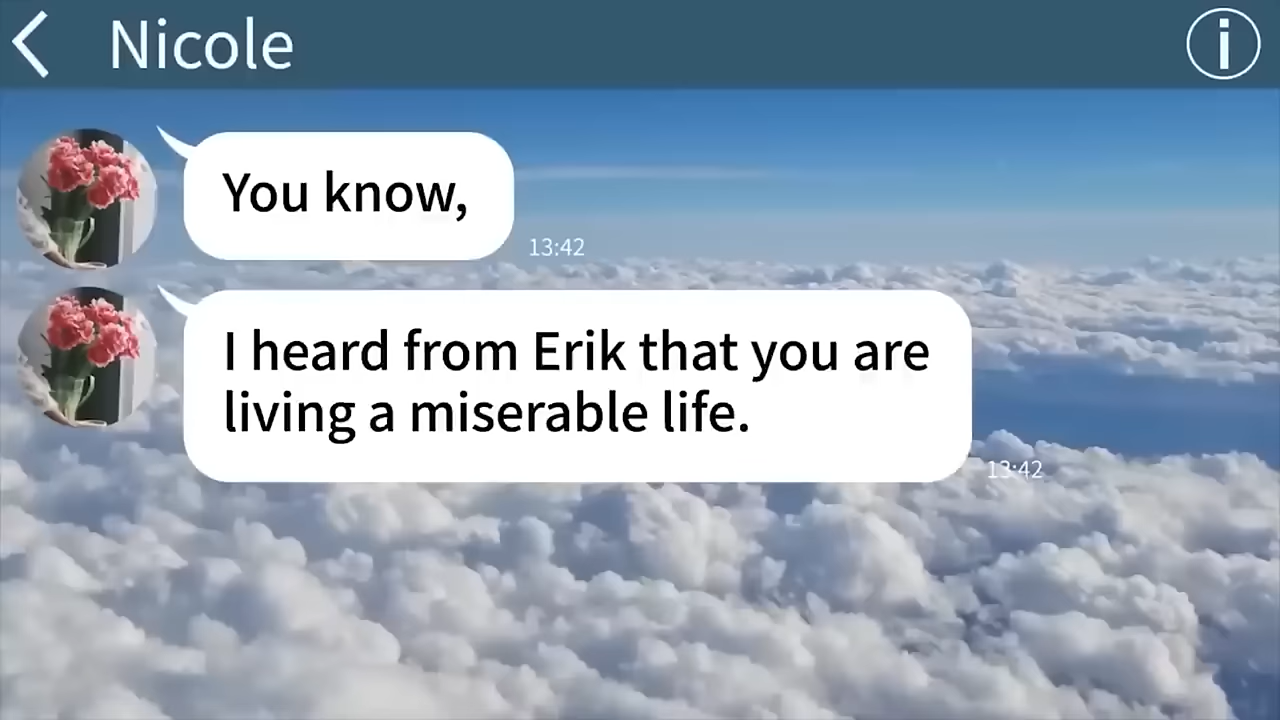 Nicole
You know,
13:42
I heard from Erik that you are
living a miserable life.
13:42